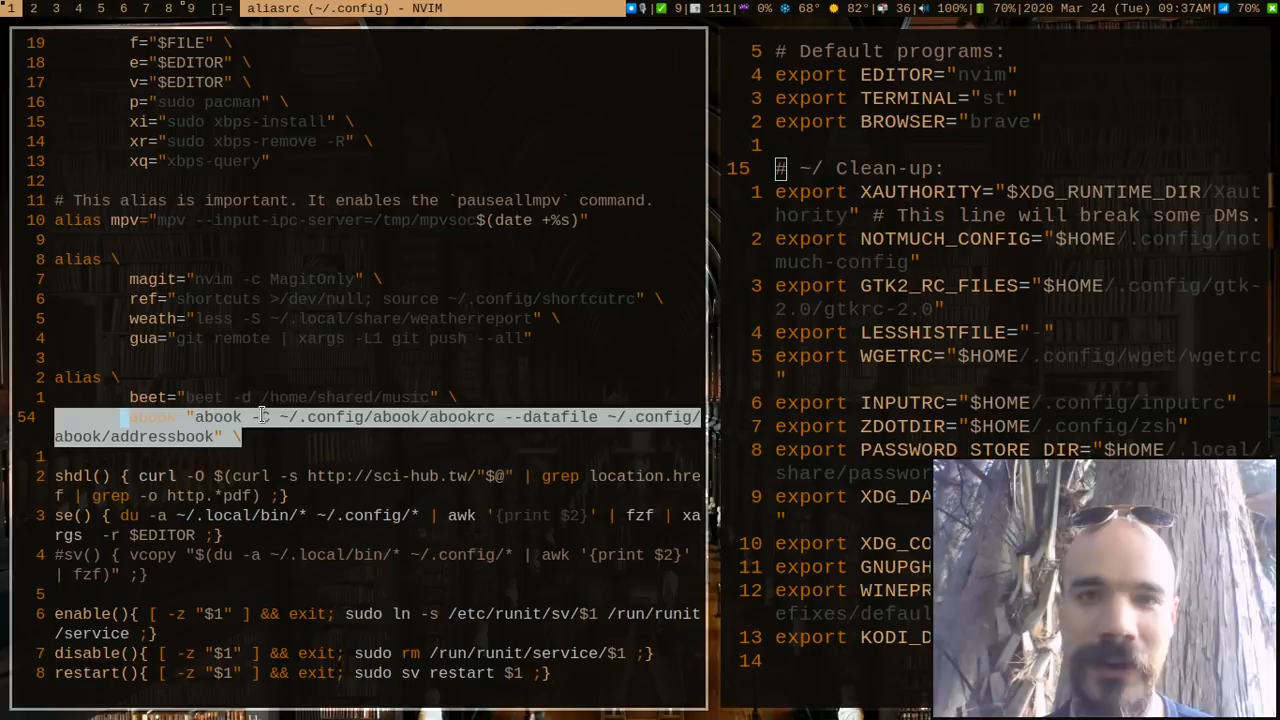 1 2 3 4 5 6 7 8 9 []= aliasrc (~/.config) - NVIM 9 111 0% 68° 82° 36 100% 70% 2020 Mar 24 (Tue) 09:37AM 70%
19 f="$FILE" \
18 e="$EDITOR" \
17 v="$EDITOR" \
16 p="sudo pacman" \
15 xi="sudo xbps-install" \
14 xr="sudo xbps-remove -R" \
13 xq="xbps-query"
12
11 # This alias is important. It enables the `pauseallmpv` command.
10 alias mpv="mpv --input-ipc-server=/tmp/mpvsoc$(date +%s)"
9
8 alias \
7 magit="nvim -c MagitOnly" \
6 ref="shortcuts >/dev/null; source ~/.config/shortcutrc" \
5 weath="less -S ~/.local/share/weatherreport" \
4 gua="git remote | xargs -L1 git push --all"
3
2 alias \
1 beet="beet -d /home/shared/music" \
54 abook "abook -C ~/.config/abook/abookrc --datafile ~/.config/
abook/addressbook" \
1
2 shdl() { curl -O $(curl -s http://sci-hub.tw/"$@" | grep location.hre
f | grep -o http.*pdf) ;}
3 se() { du -a ~/.local/bin/* ~/.config/* | awk '{print $2}' | fzf | xa
rgs  -r $EDITOR ;}
4 #sv() { vcopy "$(du -a ~/.local/bin/* ~/.config/* | awk '{print $2}'
| fzf)" ;}
5
6 enable(){ [ -z "$1" ] && exit; sudo ln -s /etc/runit/sv/$1 /run/runit
/service ;}
7 disable(){ [ -z "$1" ] && exit; sudo rm /run/runit/service/$1 ;}
8 restart(){ [ -z "$1" ] && exit; sudo sv restart $1 ;}
5 # Default programs:
4 export EDITOR="nvim"
3 export TERMINAL="st"
2 export BROWSER="brave"
1
15 # ~/ Clean-up:
1 export XAUTHORITY="$XDG_RUNTIME_DIR/Xaut
hority" # This line will break some DMs.
2 export NOTMUCH_CONFIG="$HOME/.config/not
much-config"
3 export GTK2_RC_FILES="$HOME/.config/gtk-
2.0/gtkrc-2.0"
4 export LESSHISTFILE="-"
5 export WGETRC="$HOME/.config/wget/wgetrc
"
6 export INPUTRC="$HOME/.config/inputrc"
7 export ZDOTDIR="$HOME/.config/zsh"
8 export PASSWORD_STORE_DIR="$HOME/.local/
share/passwor
9 export XDG_DA
"
10 export XDG_CO
11 export GNUPGH
12 export WINEPR
efixes/defaul
13 export KODI_D
14